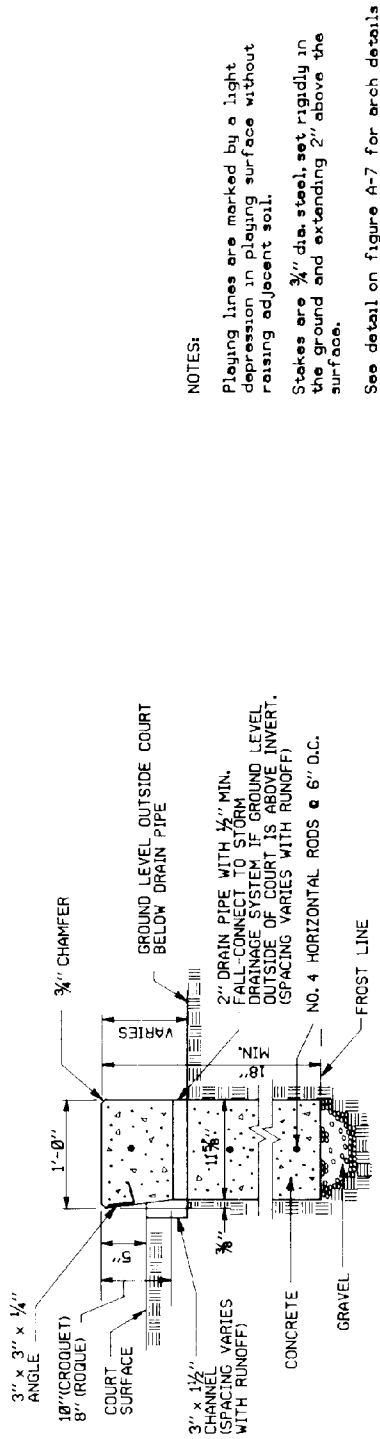 3" x 3" x 1/4"
ANGLE
10"(CROQUET)
8" (ROQUE)
COURT
SURFACE
3" x 1 1/2"
CHANNEL
(SPACING VARIES
WITH RUNOFF)
CONCRETE
GRAVEL
1'-0"
5"
3/8"
11 5/8"
3/4" CHAMFER
VARIES
18"
MIN.
GROUND LEVEL OUTSIDE COURT
BELOW DRAIN PIPE
2" DRAIN PIPE WITH 1/2" MIN.
FALL-CONNECT TO STORM
DRAINAGE SYSTEM IF GROUND LEVEL
OUTSIDE OF COURT IS ABOVE INVERT.
(SPACING VARIES WITH RUNOFF)
NO. 4 HORIZONTAL RODS @ 6" O.C.
FROST LINE
NOTES:
Playing lines are marked by a light
depression in playing surface without
raising adjacent soil.
Stakes are 3/4" dia. steel, set rigidly in
the ground and extending 2" above the
surface.
See detail on figure A-7 for arch details